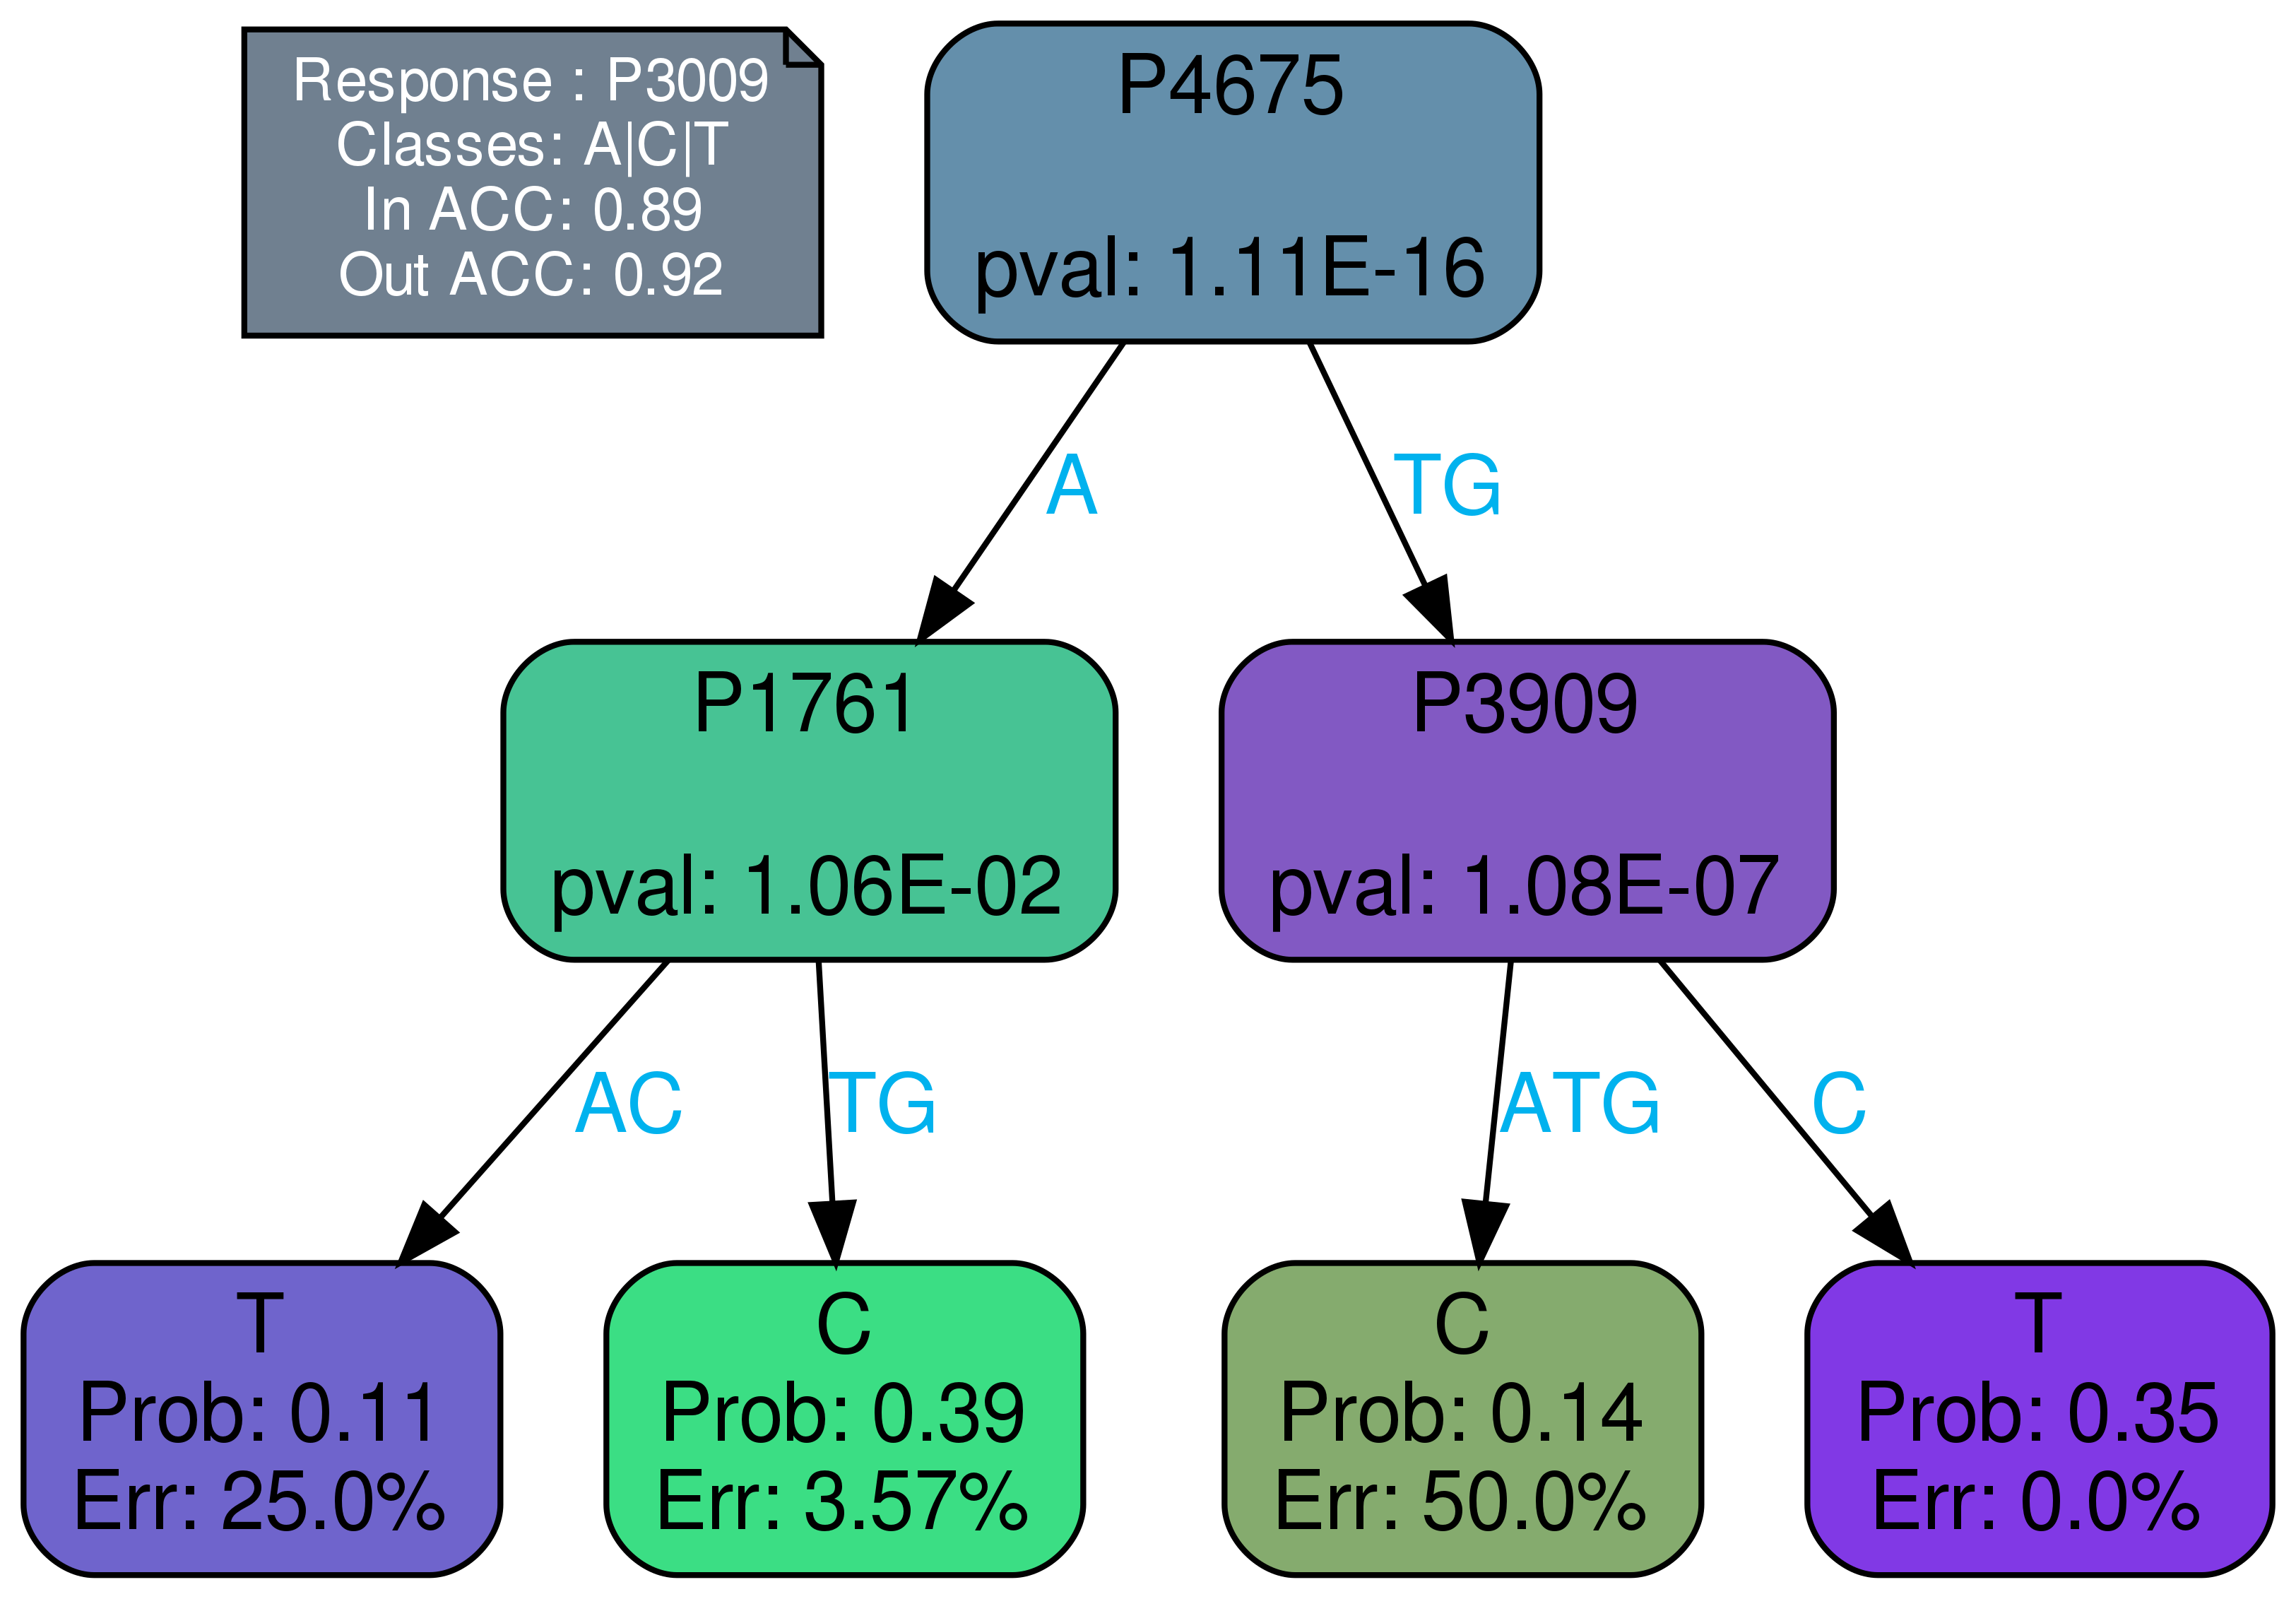 Response : P3009
Classes: A|C|T
In ACC: 0.89
Out ACC: 0.92
P4675
pval: 1.11E-16
A
TG
P1761
pval: 1.06E-02
P3909
pval: 1.08E-07
AC
TG
ATG
C
T
Prob: 0.11
Err: 25.0%
C
Prob: 0.39
Err: 3.57%
C
Prob: 0.14
Err: 50.0%
T
Prob: 0.35
Err: 0.0%